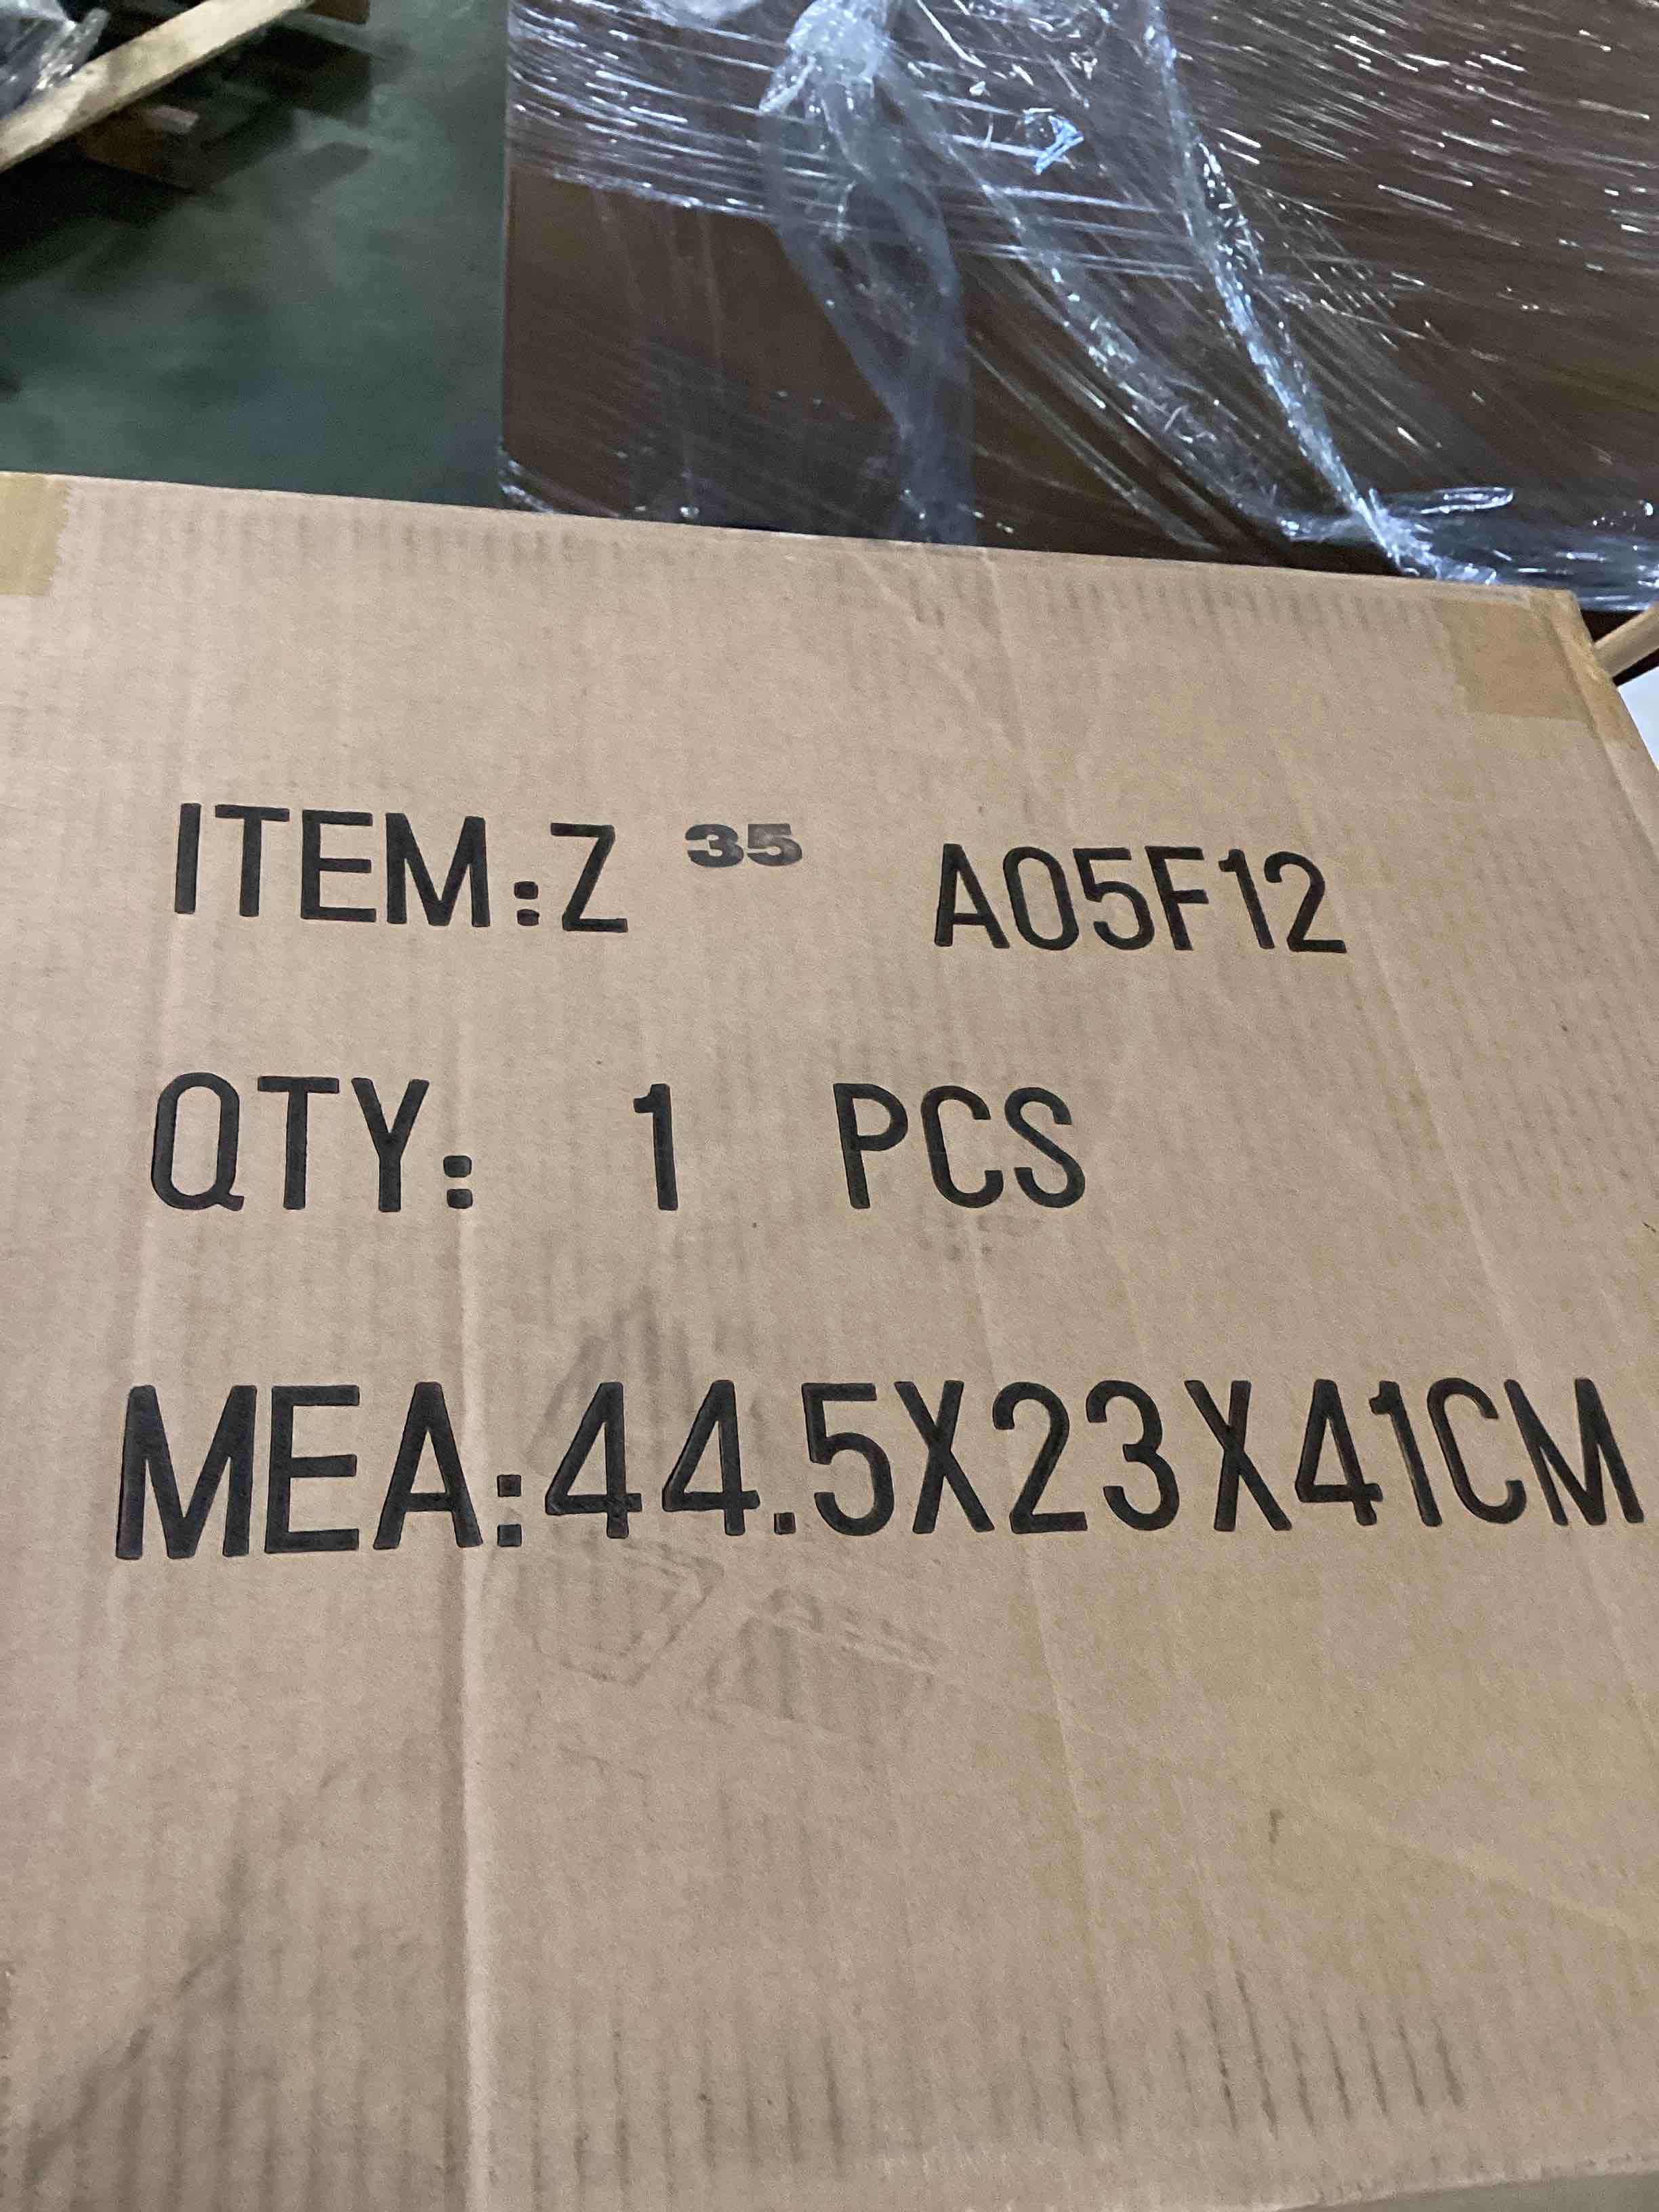 ITEM:Z 35 A05F12
QTY: 1 PCS
MEA:44.5X23X41CM